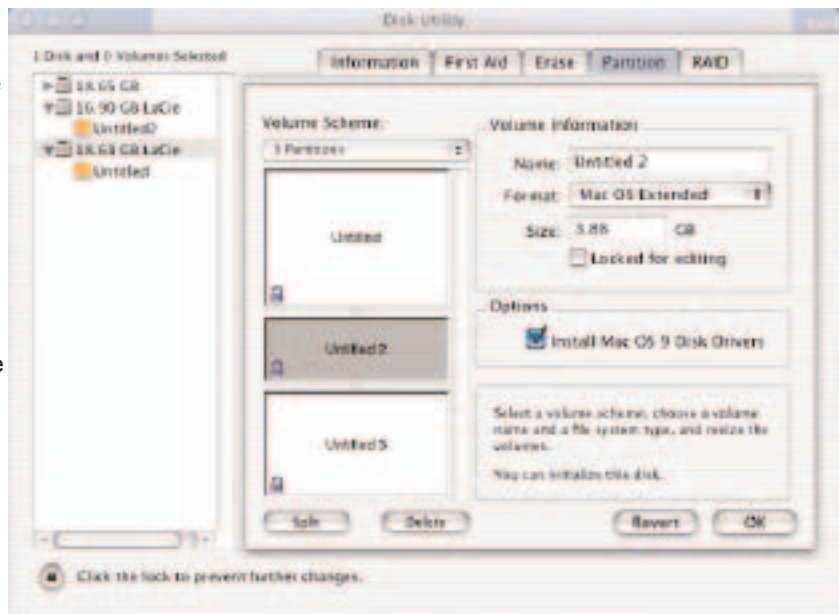 Disk Utility
1 Disk and 0 Volumes Selected
Information
First Aid
Erase
Partition
RAID
18.65 GB
16.90 GB LaCie
Untitled2
18.63 GB LaCie
Untitled
Volume Scheme:
3 Partitions
Untitled
Untitled 2
Untitled 3
Split
Delete
Volume Information
Name: Untitled 2
Format: Mac OS Extended
Size: 3.88 GB
Locked for editing
Options
Install Mac OS 9 Disk Drivers
Select a volume scheme, choose a volume
name and a file system type, and resize the
volumes.
You can initialize this disk.
Revert
OK
Click the lock to prevent further changes.
e